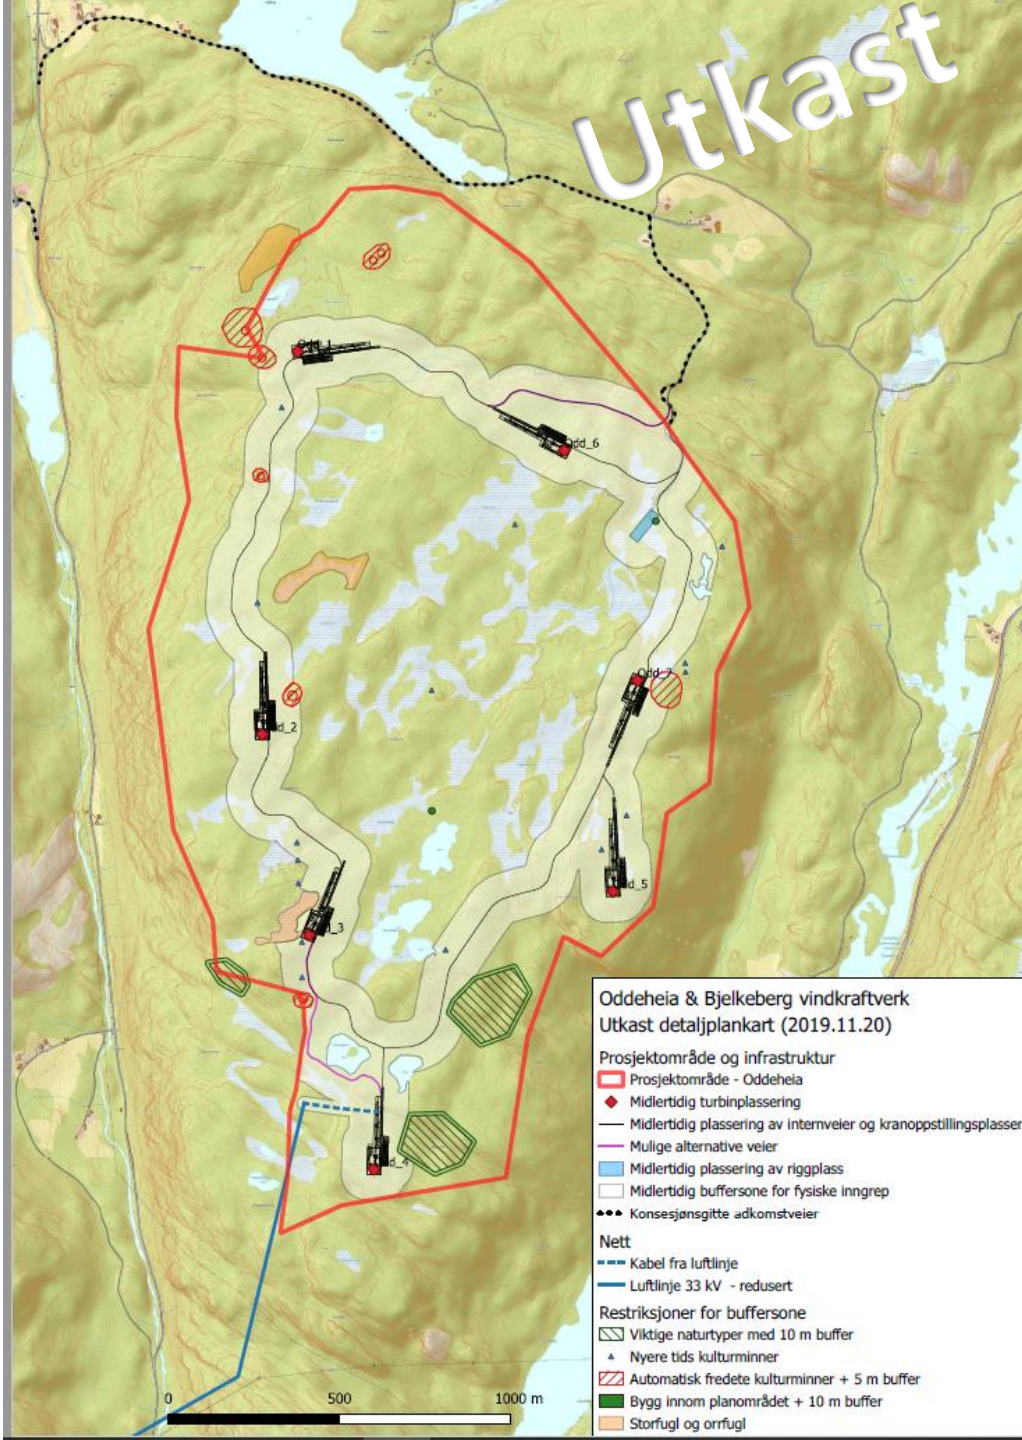 Utkast
Odd_1
Odd_6
Odd_7
d_2
d_5
_3
d_4
Oddeheia & Bjelkeberg vindkraftverk
Utkast detaljplankart (2019.11.20)
Prosjektområde og infrastruktur
Prosjektområde - Oddeheia
Midlertidig turbinplassering
Midlertidig plassering av internveier og kranoppstillingsplasser
Mulige alternative veier
Midlertidig plassering av riggplass
Midlertidig buffersone for fysiske inngrep
Konsesjonsgitte adkomstveier
Nett
Kabel fra luftlinje
Luftlinje 33 kV - redusert
Restriksjoner for buffersone
Viktige naturtyper med 10 m buffer
Nyere tids kulturminner
Automatisk fredete kulturminner + 5 m buffer
Bygg innom planområdet + 10 m buffer
Storfugl og orrfugl
0 500 1000 m